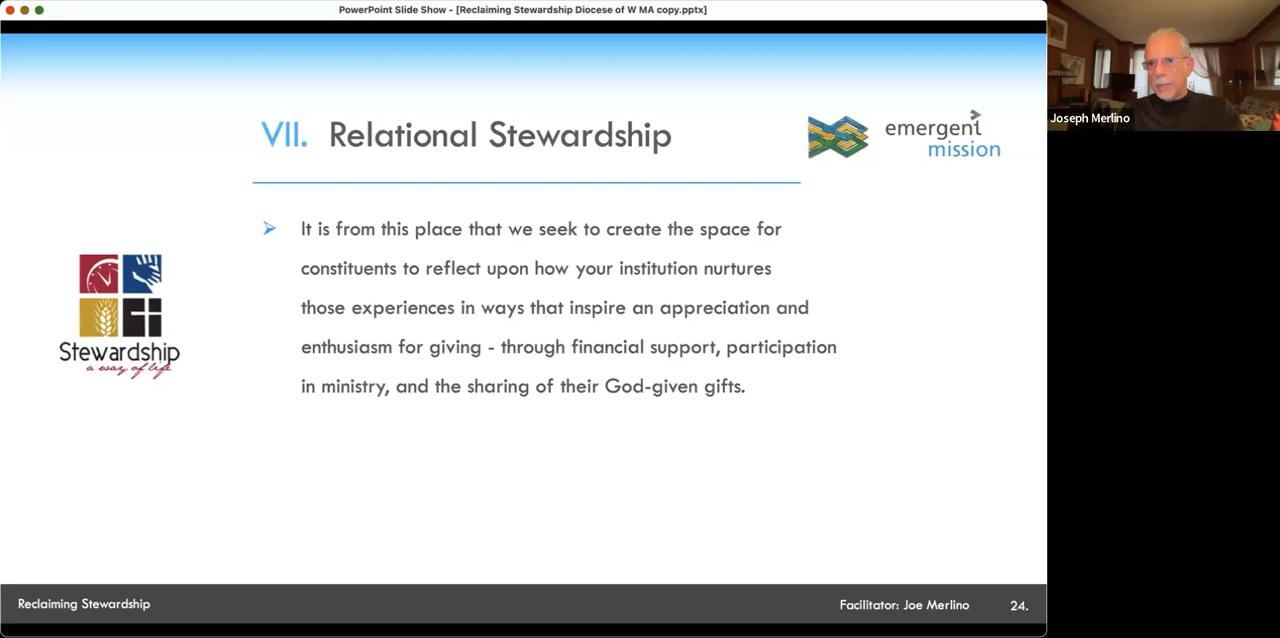 PowerPoint Slide Show - [Reclaiming Stewardship Diocese of W MA copy.pptx]
Joseph Merlino
VII. Relational Stewardship
emergent
mission
It is from this place that we seek to create the space for
constituents to reflect upon how your institution nurtures
those experiences in ways that inspire an appreciation and
enthusiasm for giving - through financial support, participation
in ministry, and the sharing of their God-given gifts.
Stewardship
a way of life
Reclaiming Stewardship
Facilitator: Joe Merlino
24.